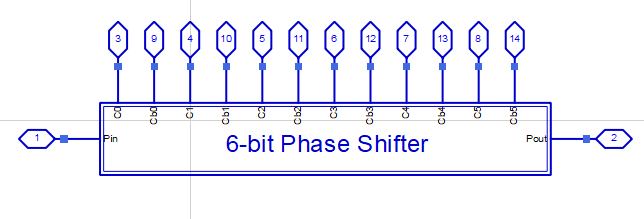 3 9 4 10 5 11 6 12 7 13 8 14
C0 Cb0 C1 Cb1 C2 Cb2 C3 Cb3 C4 Cb4 C5 Cb5
1 Pin 6-bit Phase Shifter Pout 2